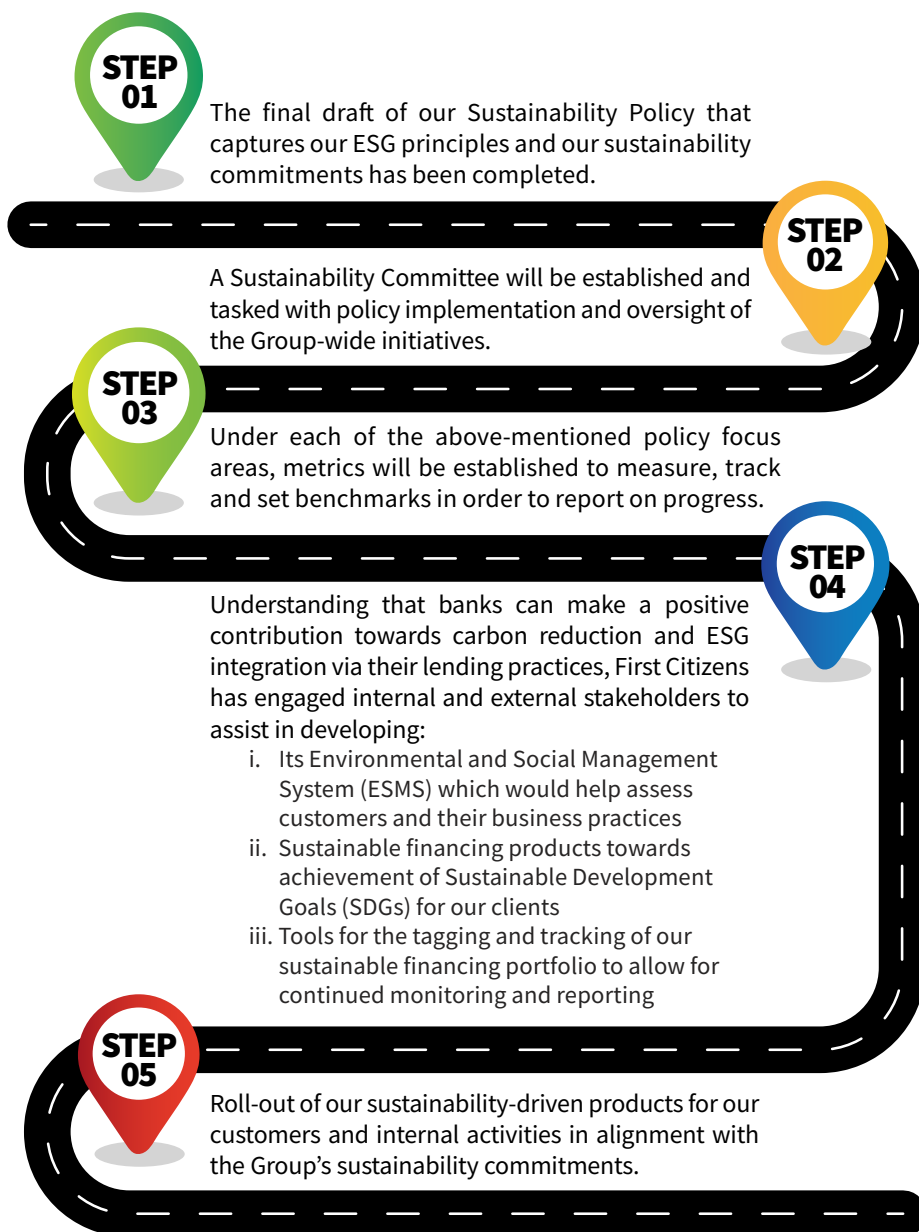 STEP
01
The final draft of our Sustainability Policy that
captures our ESG principles and our sustainability
commitments has been completed.
STEP
02
A Sustainability Committee will be established and
tasked with policy implementation and oversight of
the Group-wide initiatives.
STEP
03
Under each of the above-mentioned policy focus
areas, metrics will be established to measure, track
and set benchmarks in order to report on progress.
STEP
04
Understanding that banks can make a positive
contribution towards carbon reduction and ESG
integration via their lending practices, First Citizens
has engaged internal and external stakeholders to
assist in developing:
i. Its Environmental and Social Management
System (ESMS) which would help assess
customers and their business practices
ii. Sustainable financing products towards
achievement of Sustainable Development
Goals (SDGs) for our clients
iii. Tools for the tagging and tracking of our
sustainable financing portfolio to allow for
continued monitoring and reporting
STEP
05
Roll-out of our sustainability-driven products for our
customers and internal activities in alignment with
the Group's sustainability commitments.